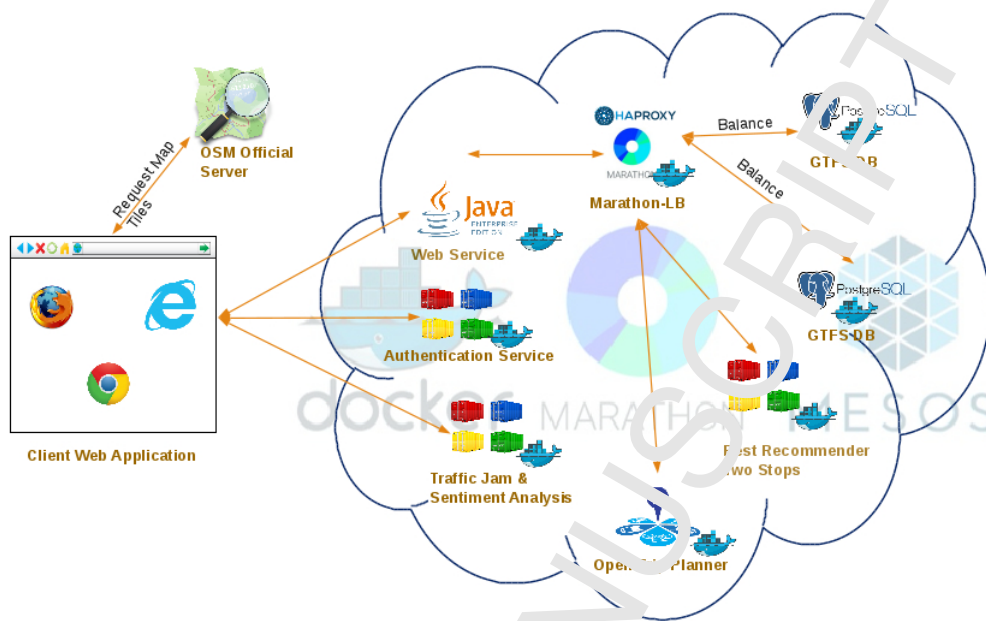 HAPROXY
PostgreSQL
GTFS-DB
Balance
MARATHON
Marathon-LB
Balance
OSM Official
Server
Request Map
Tiles
Java
ENTERPRISE
EDITION
Web Service
PostgreSQL
GTFS-DB
Authentication Service
docker
MARATHON
MESOS
Client Web Application
Traffic Jam &
Sentiment Analysis
Recommender
Two Stops
Planner
NUSCRIPT